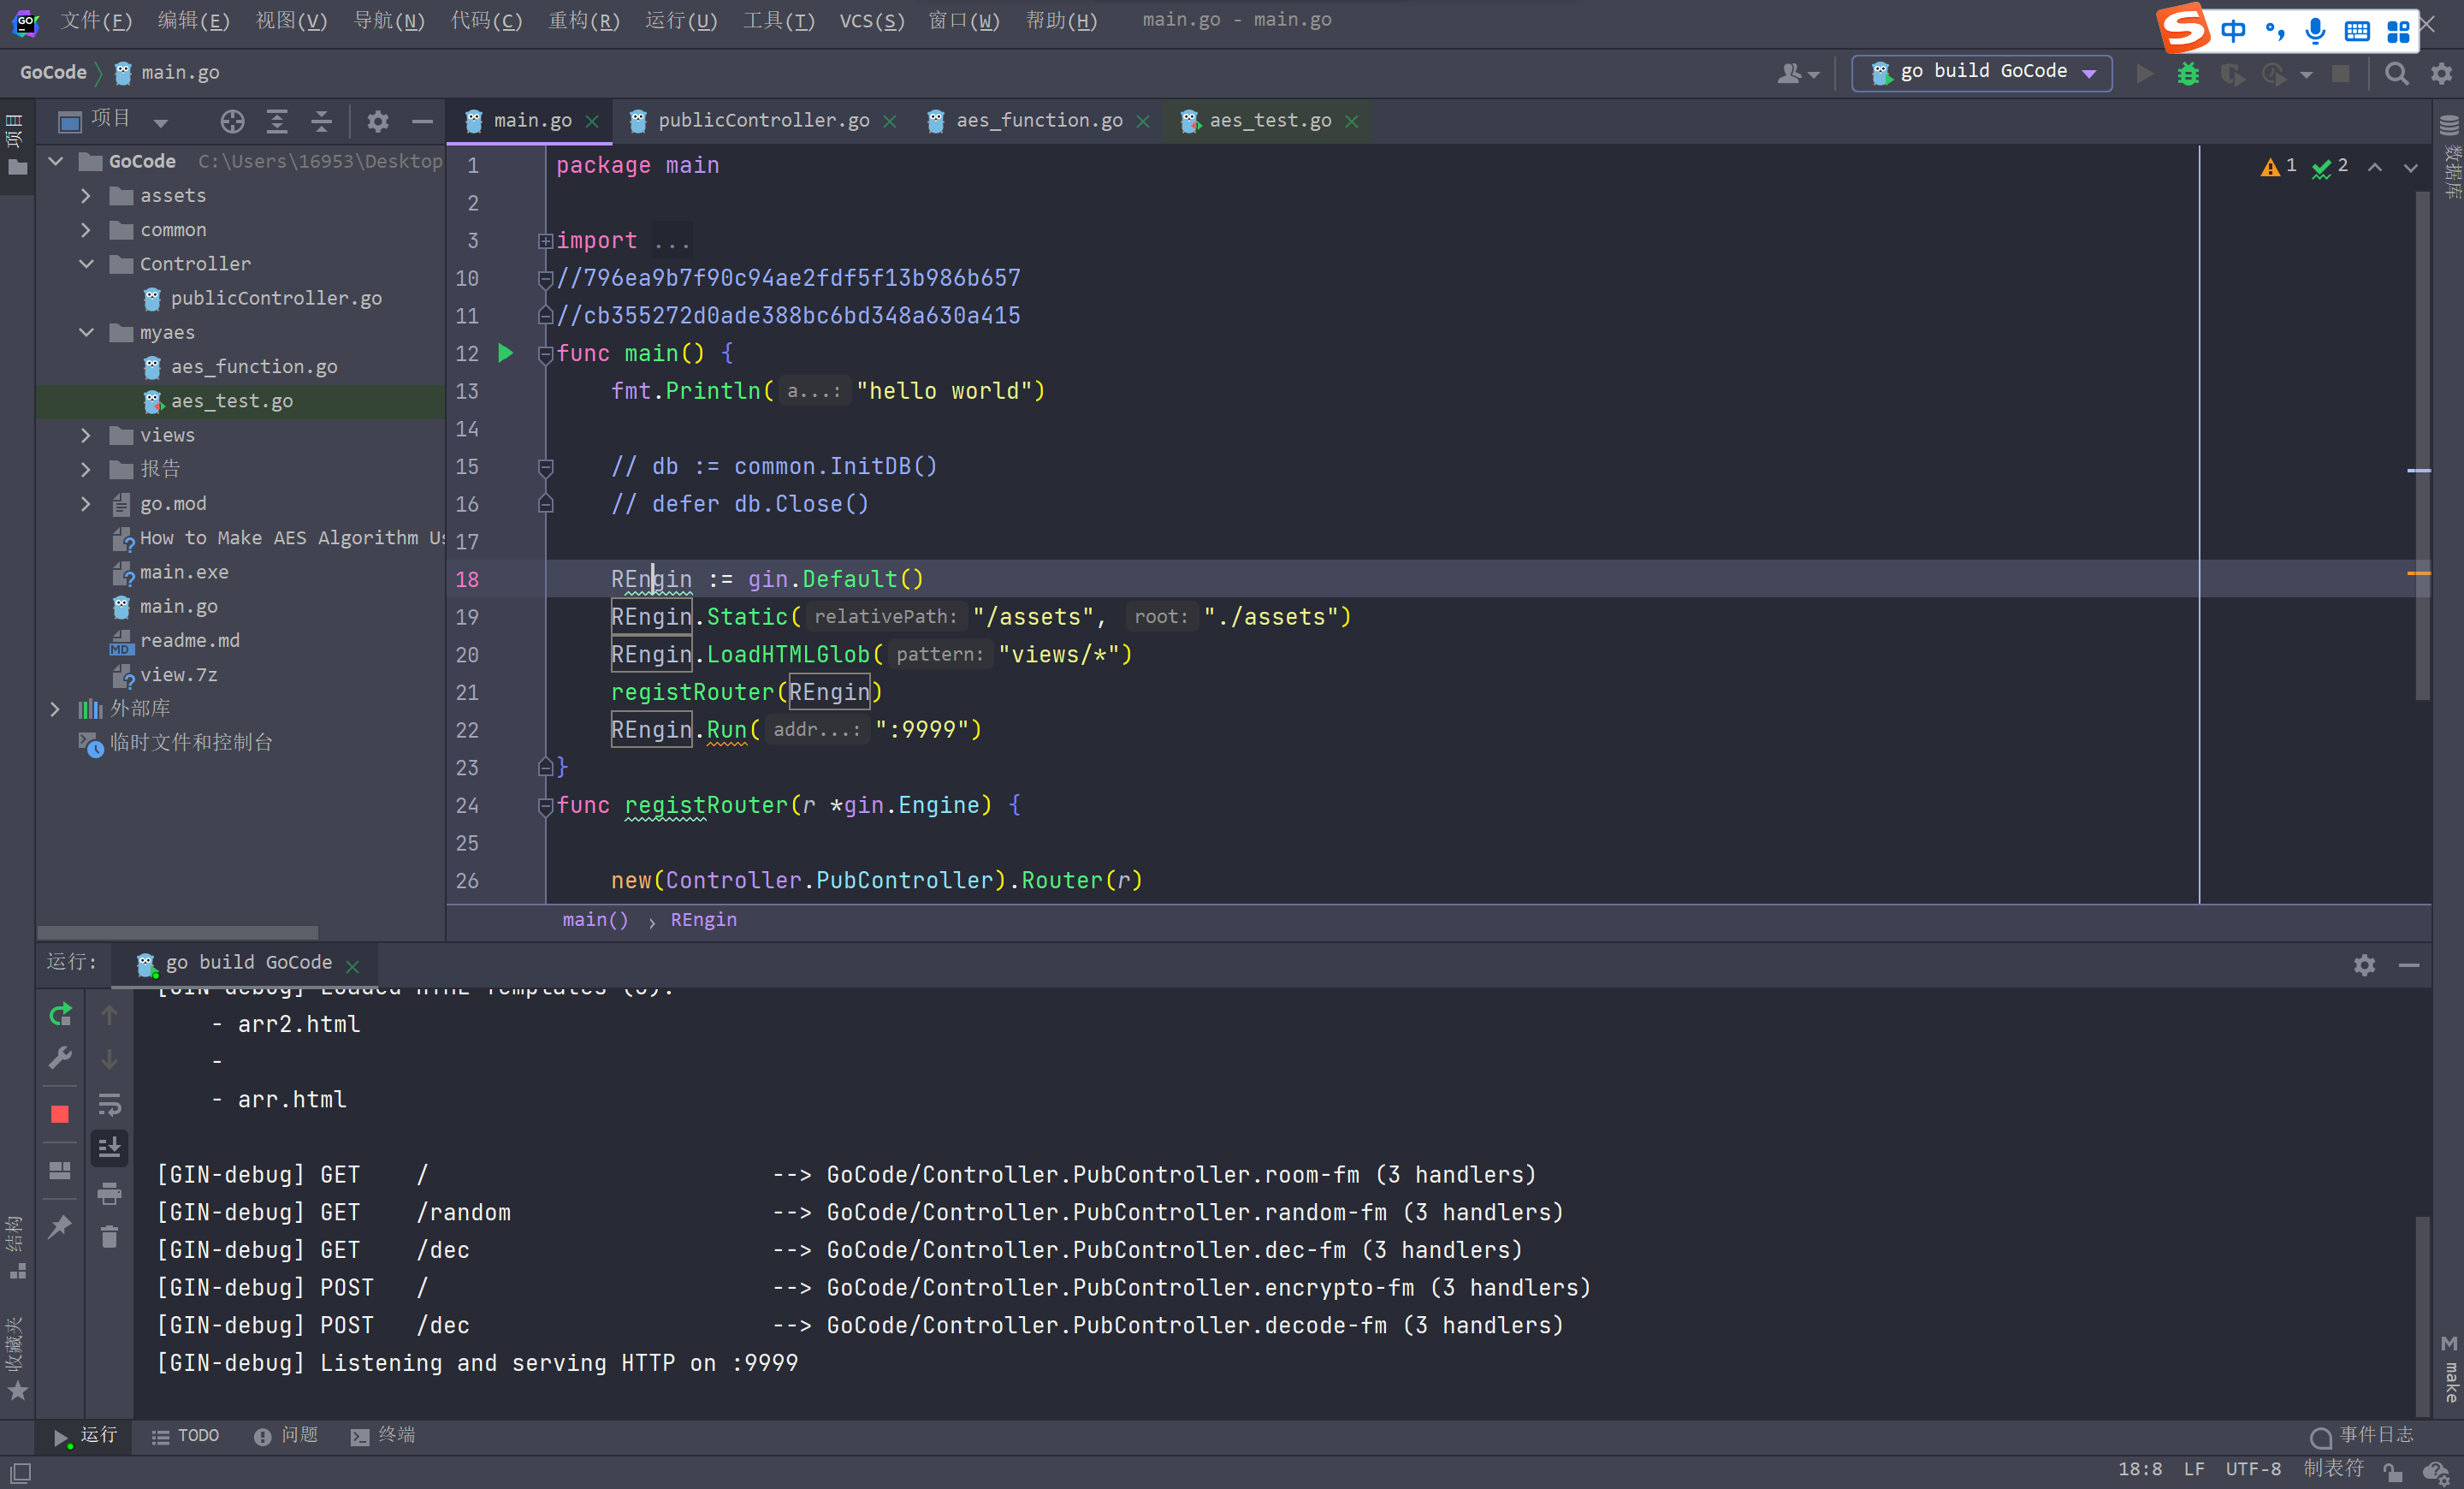 文件(F) 编辑(E) 视图(V) 导航(N) 代码(C) 重构(R) 运行(U) 工具(T) VCS(S) 窗口(W) 帮助(H) main.go - main.go
中
GoCode main.go
go build GoCode
项目
项目
main.go publicController.go aes_function.go aes_test.go
数据库
GoCode C:\Users\16953\Desktop
assets
common
Controller
publicController.go
myaes
aes_function.go
aes_test.go
views
报告
go.mod
How to Make AES Algorithm Us
main.exe
main.go
readme.md
view.7z
外部库
临时文件和控制台
1 package main
2
3 import ...
10 //796ea9b7f90c94ae2fdf5f13b986b657
11 //cb355272d0ade388bc6bd348a630a415
12 func main() {
13 fmt.Println( a...: "hello world")
14
15 // db := common.InitDB()
16 // defer db.Close()
17
18 REngin := gin.Default()
19 REngin.Static( relativePath: "/assets", root: "./assets")
20 REngin.LoadHTMLGlob( pattern: "views/*")
21 registRouter(REngin)
22 REngin.Run( addr...: ":9999")
23 }
24 func registRouter(r *gin.Engine) {
25
26 new(Controller.PubController).Router(r)
1 2
main() › REngin
运行: go build GoCode
- arr2.html
-
- arr.html
[GIN-debug] GET / --> GoCode/Controller.PubController.room-fm (3 handlers)
[GIN-debug] GET /random --> GoCode/Controller.PubController.random-fm (3 handlers)
[GIN-debug] GET /dec --> GoCode/Controller.PubController.dec-fm (3 handlers)
[GIN-debug] POST / --> GoCode/Controller.PubController.encrypto-fm (3 handlers)
[GIN-debug] POST /dec --> GoCode/Controller.PubController.decode-fm (3 handlers)
[GIN-debug] Listening and serving HTTP on :9999
结构
收藏夹
M make
运行 TODO 问题 终端 事件日志
18:8 LF UTF-8 制表符